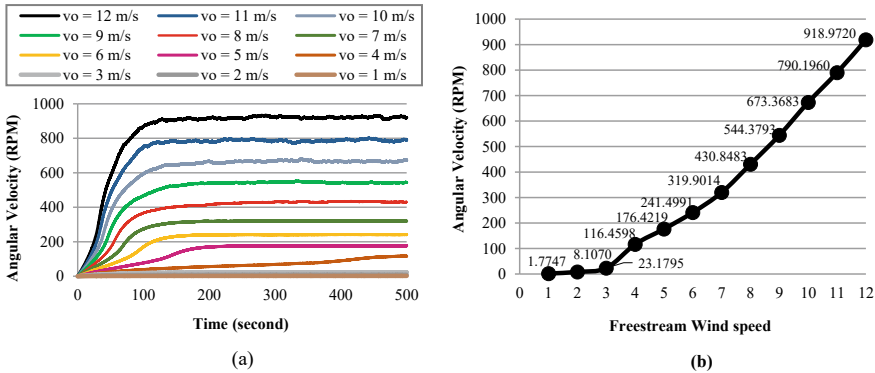 vo = 12 m/s vo = 11 m/s vo = 10 m/s
vo = 9 m/s vo = 8 m/s vo = 7 m/s
vo = 6 m/s vo = 5 m/s vo = 4 m/s
vo = 3 m/s vo = 2 m/s vo = 1 m/s
Angular Velocity (RPM)
1000
800
600
400
200
0
0 100 200 300 400 500
Time (second)
(a)
Angular Velocity (RPM)
1000
900
800
700
600
500
400
300
200
100
0
918.9720
790.1960
673.3683
544.3793
430.8483
319.9014
241.4991
176.4219
116.4598
23.1795
8.1070
1.7747
0 1 2 3 4 5 6 7 8 9 10 11 12
Freestream Wind speed
(b)